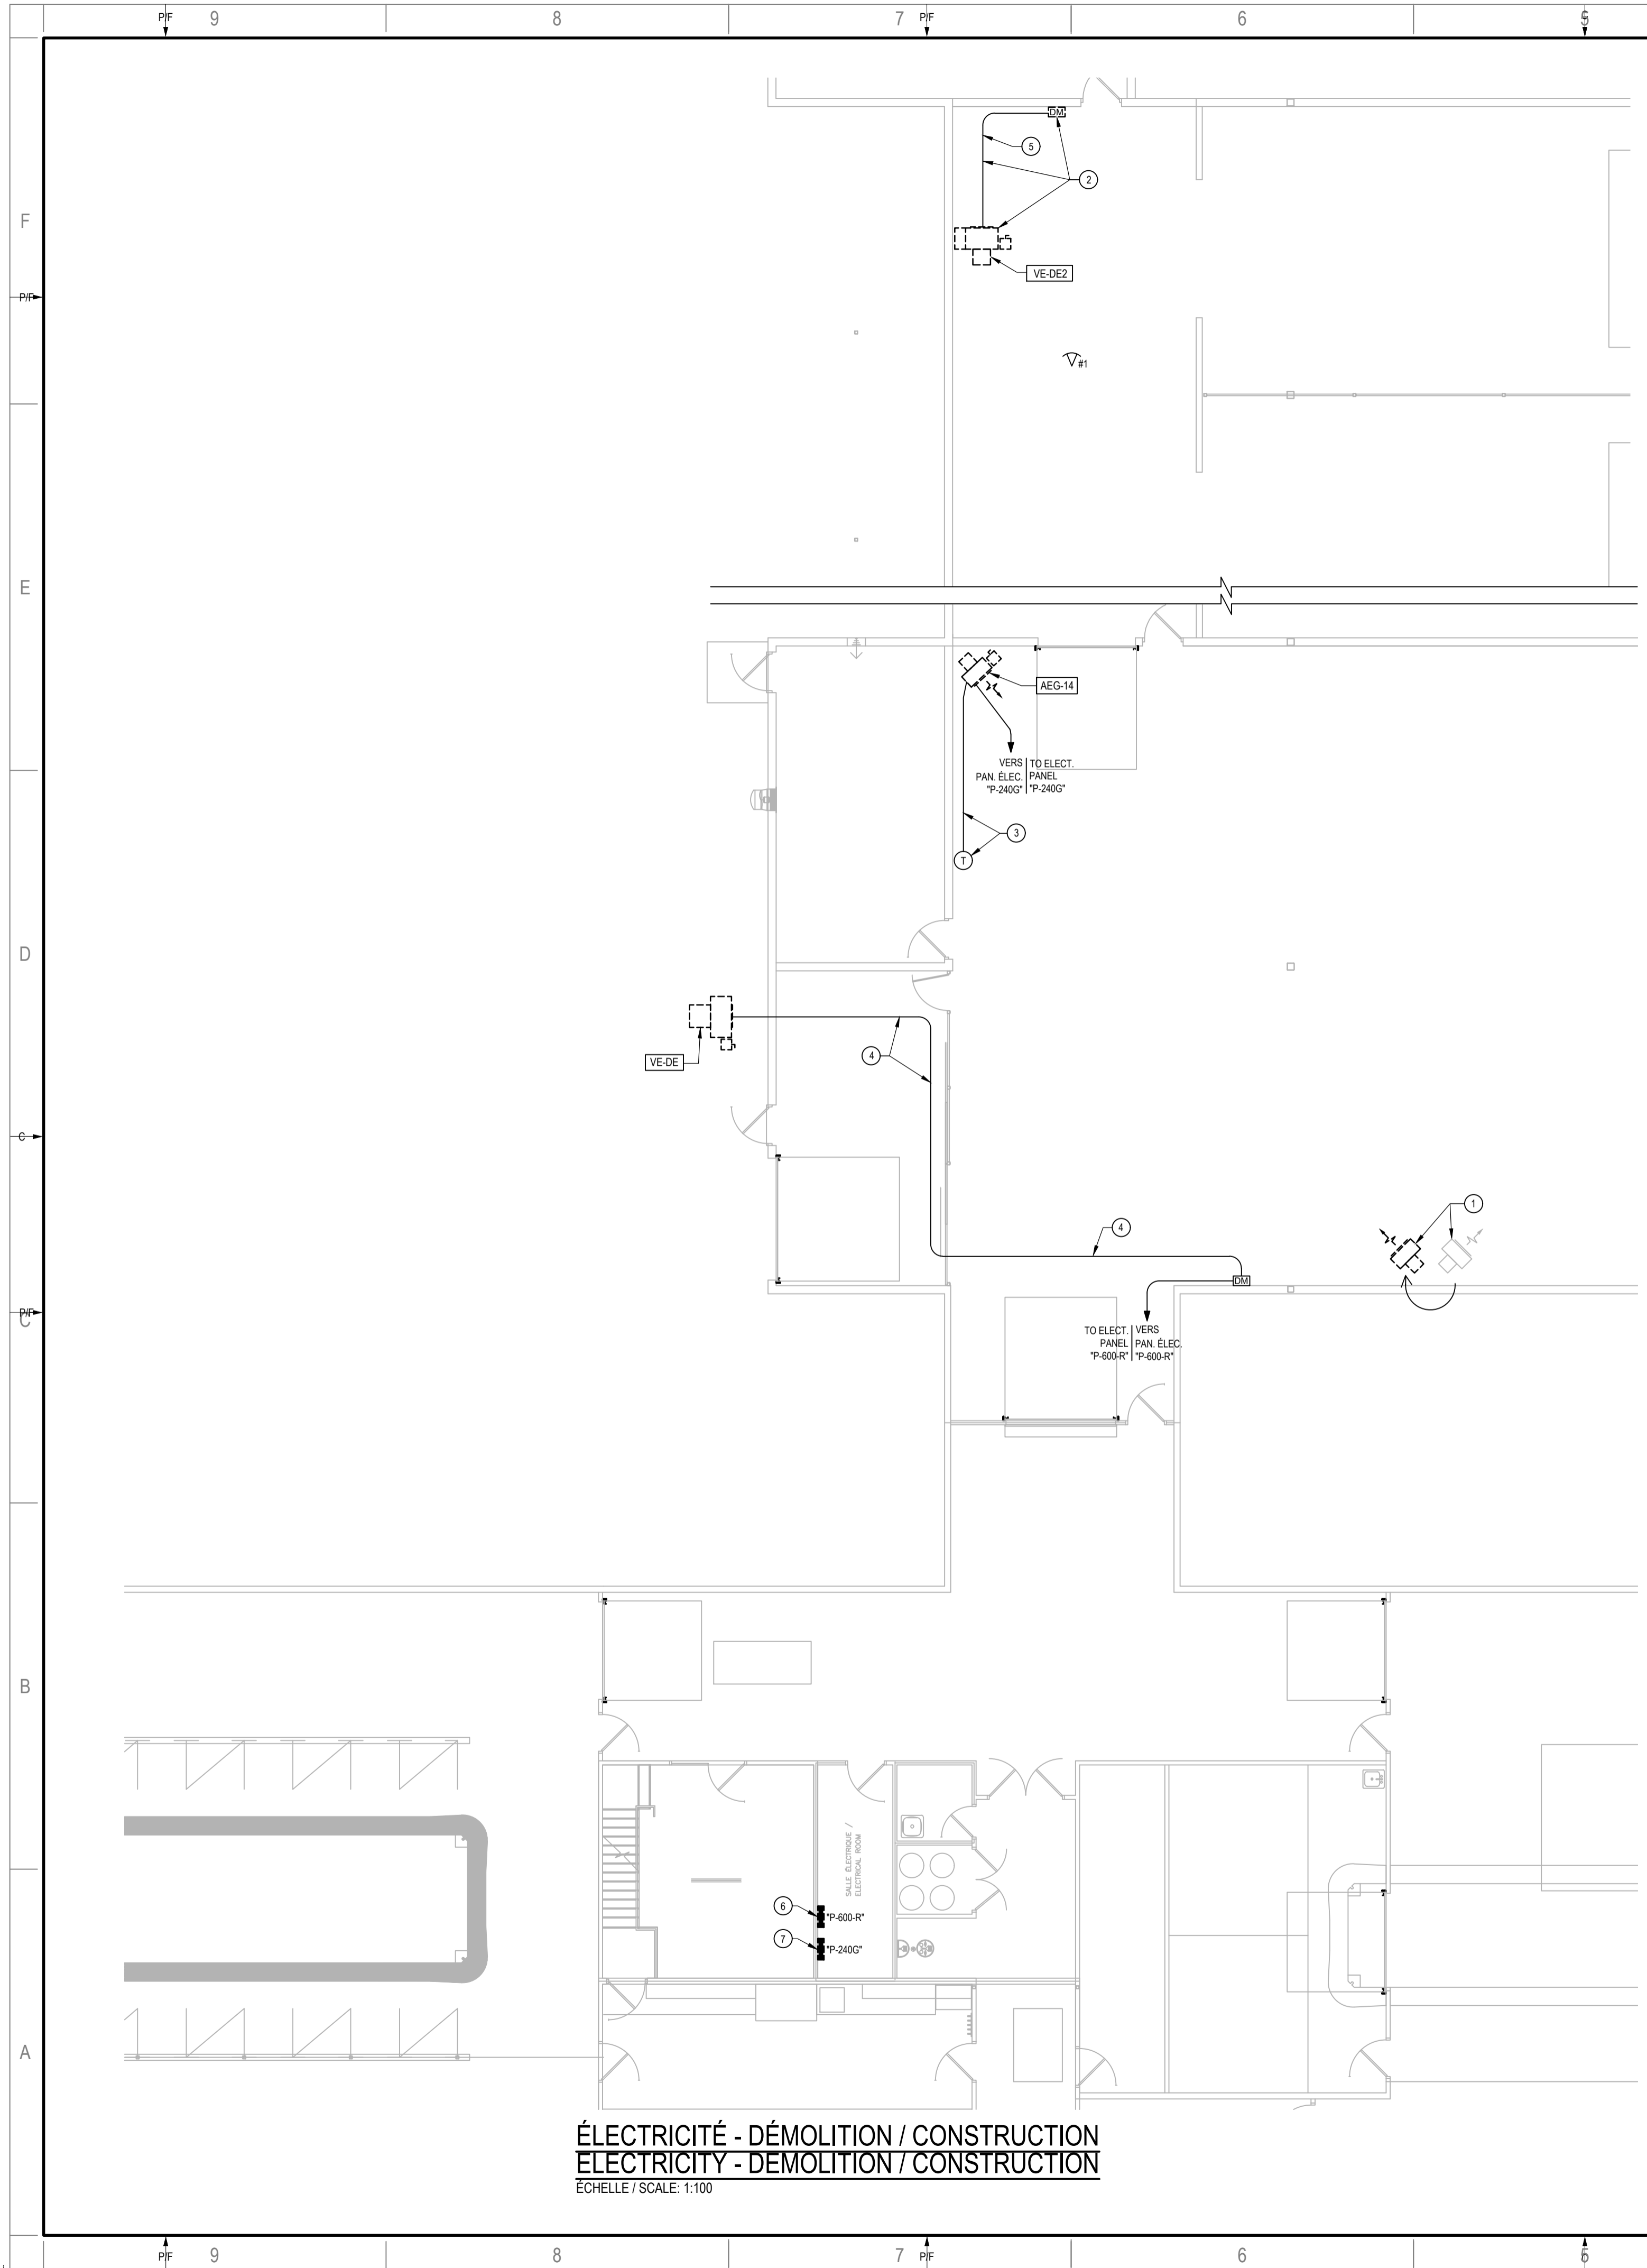 P/F 9 8 7 P/F 6 5
DM
5
2
F
VE-DE2
P/F
#1
E
AEG-14
VERS
PAN. ÉLEC.
"P-240G"
TO ELECT.
PANEL
"P-240G"
3
T
D
VE-DE
4
C
1
4
DM
P/F
C
TO ELECT.
PANEL
"P-600-R"
VERS
PAN. ÉLEC.
"P-600-R"
B
SALLE ÉLECTRIQUE /
ELECTRICAL ROOM
6
"P-600-R"
7
"P-240G"
A
ÉLECTRICITÉ - DÉMOLITION / CONSTRUCTION
ELECTRICITY - DEMOLITION / CONSTRUCTION
ÉCHELLE / SCALE: 1:100
P/F 9 8 7 P/F 6